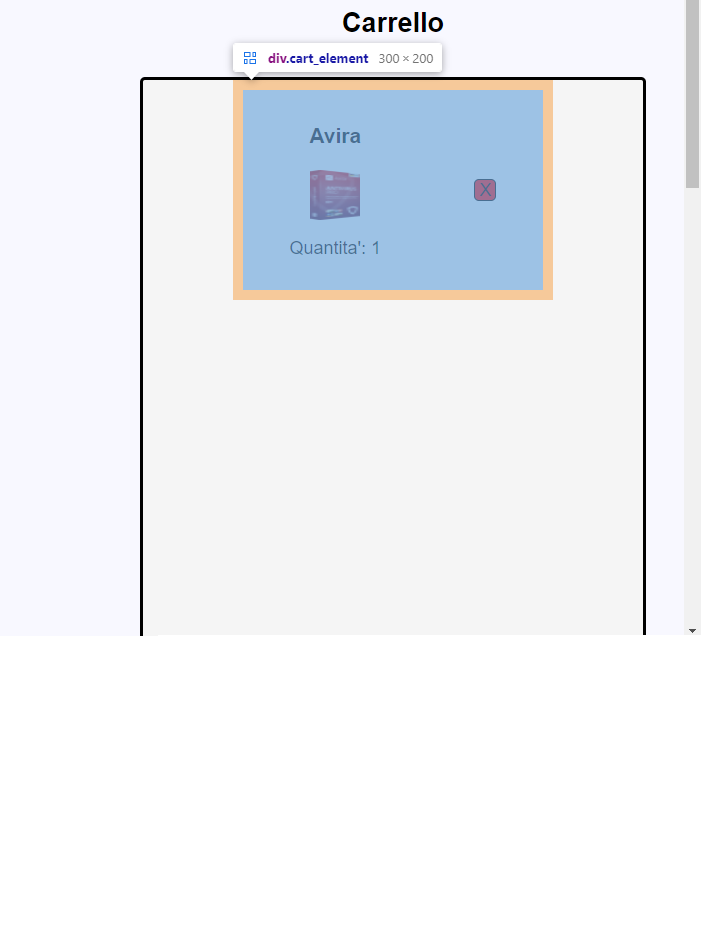 Carrello
div.cart_element 300 × 200
Avira
X
Quantita': 1